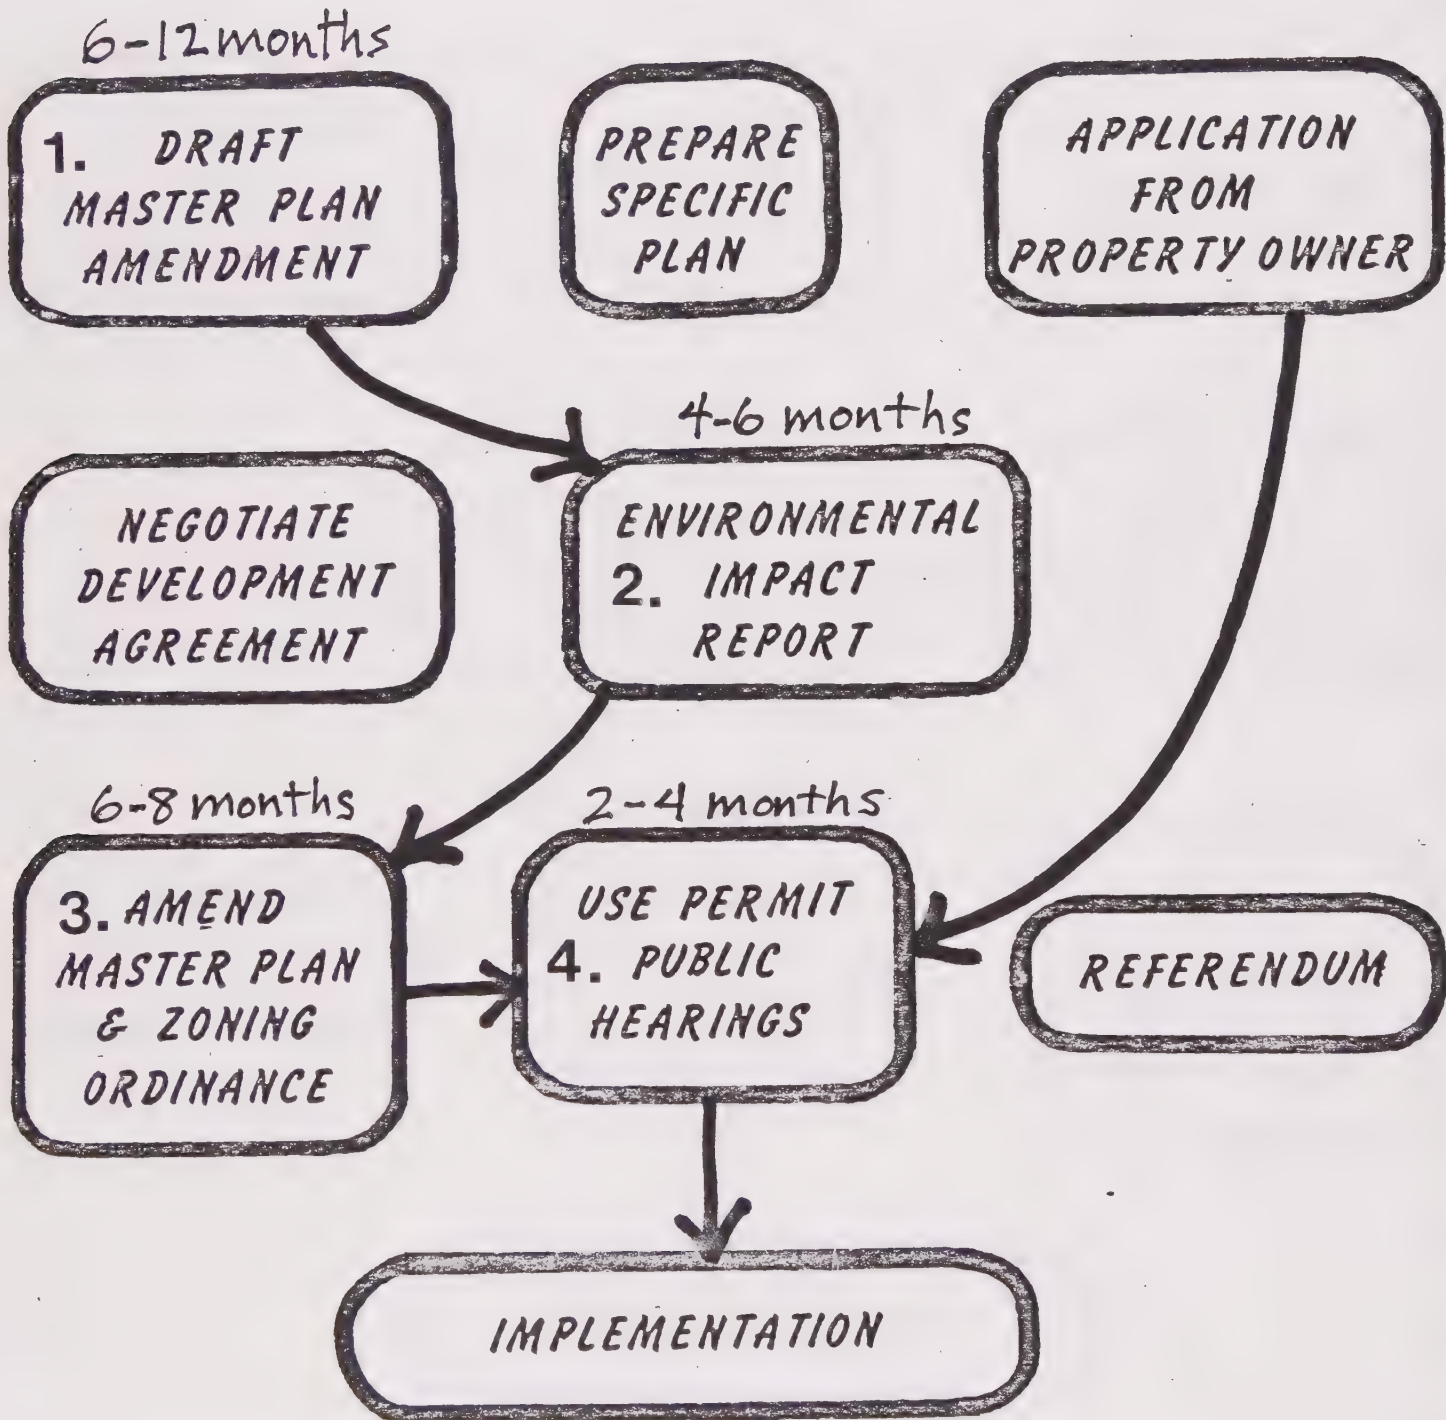 6-12 months
1. DRAFT
MASTER PLAN
AMENDMENT
PREPARE
SPECIFIC
PLAN
APPLICATION
FROM
PROPERTY OWNER
NEGOTIATE
DEVELOPMENT
AGREEMENT
4-6 months
ENVIRONMENTAL
2. IMPACT
REPORT
6-8 months
3. AMEND
MASTER PLAN
& ZONING
ORDINANCE
2-4 months
USE PERMIT
4. PUBLIC
HEARINGS
REFERENDUM
IMPLEMENTATION